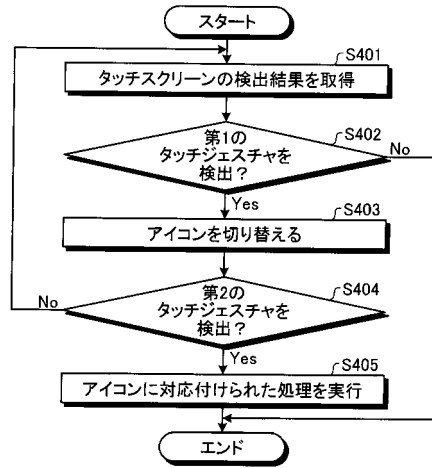 スタート
S401
タッチスクリーンの検出結果を取得
S402
第1の
タッチジェスチャを
検出？
No
Yes
S403
アイコンを切り替える
S404
第2の
タッチジェスチャを
検出？
No
Yes
S405
アイコンに対応付けられた処理を実行
エンド